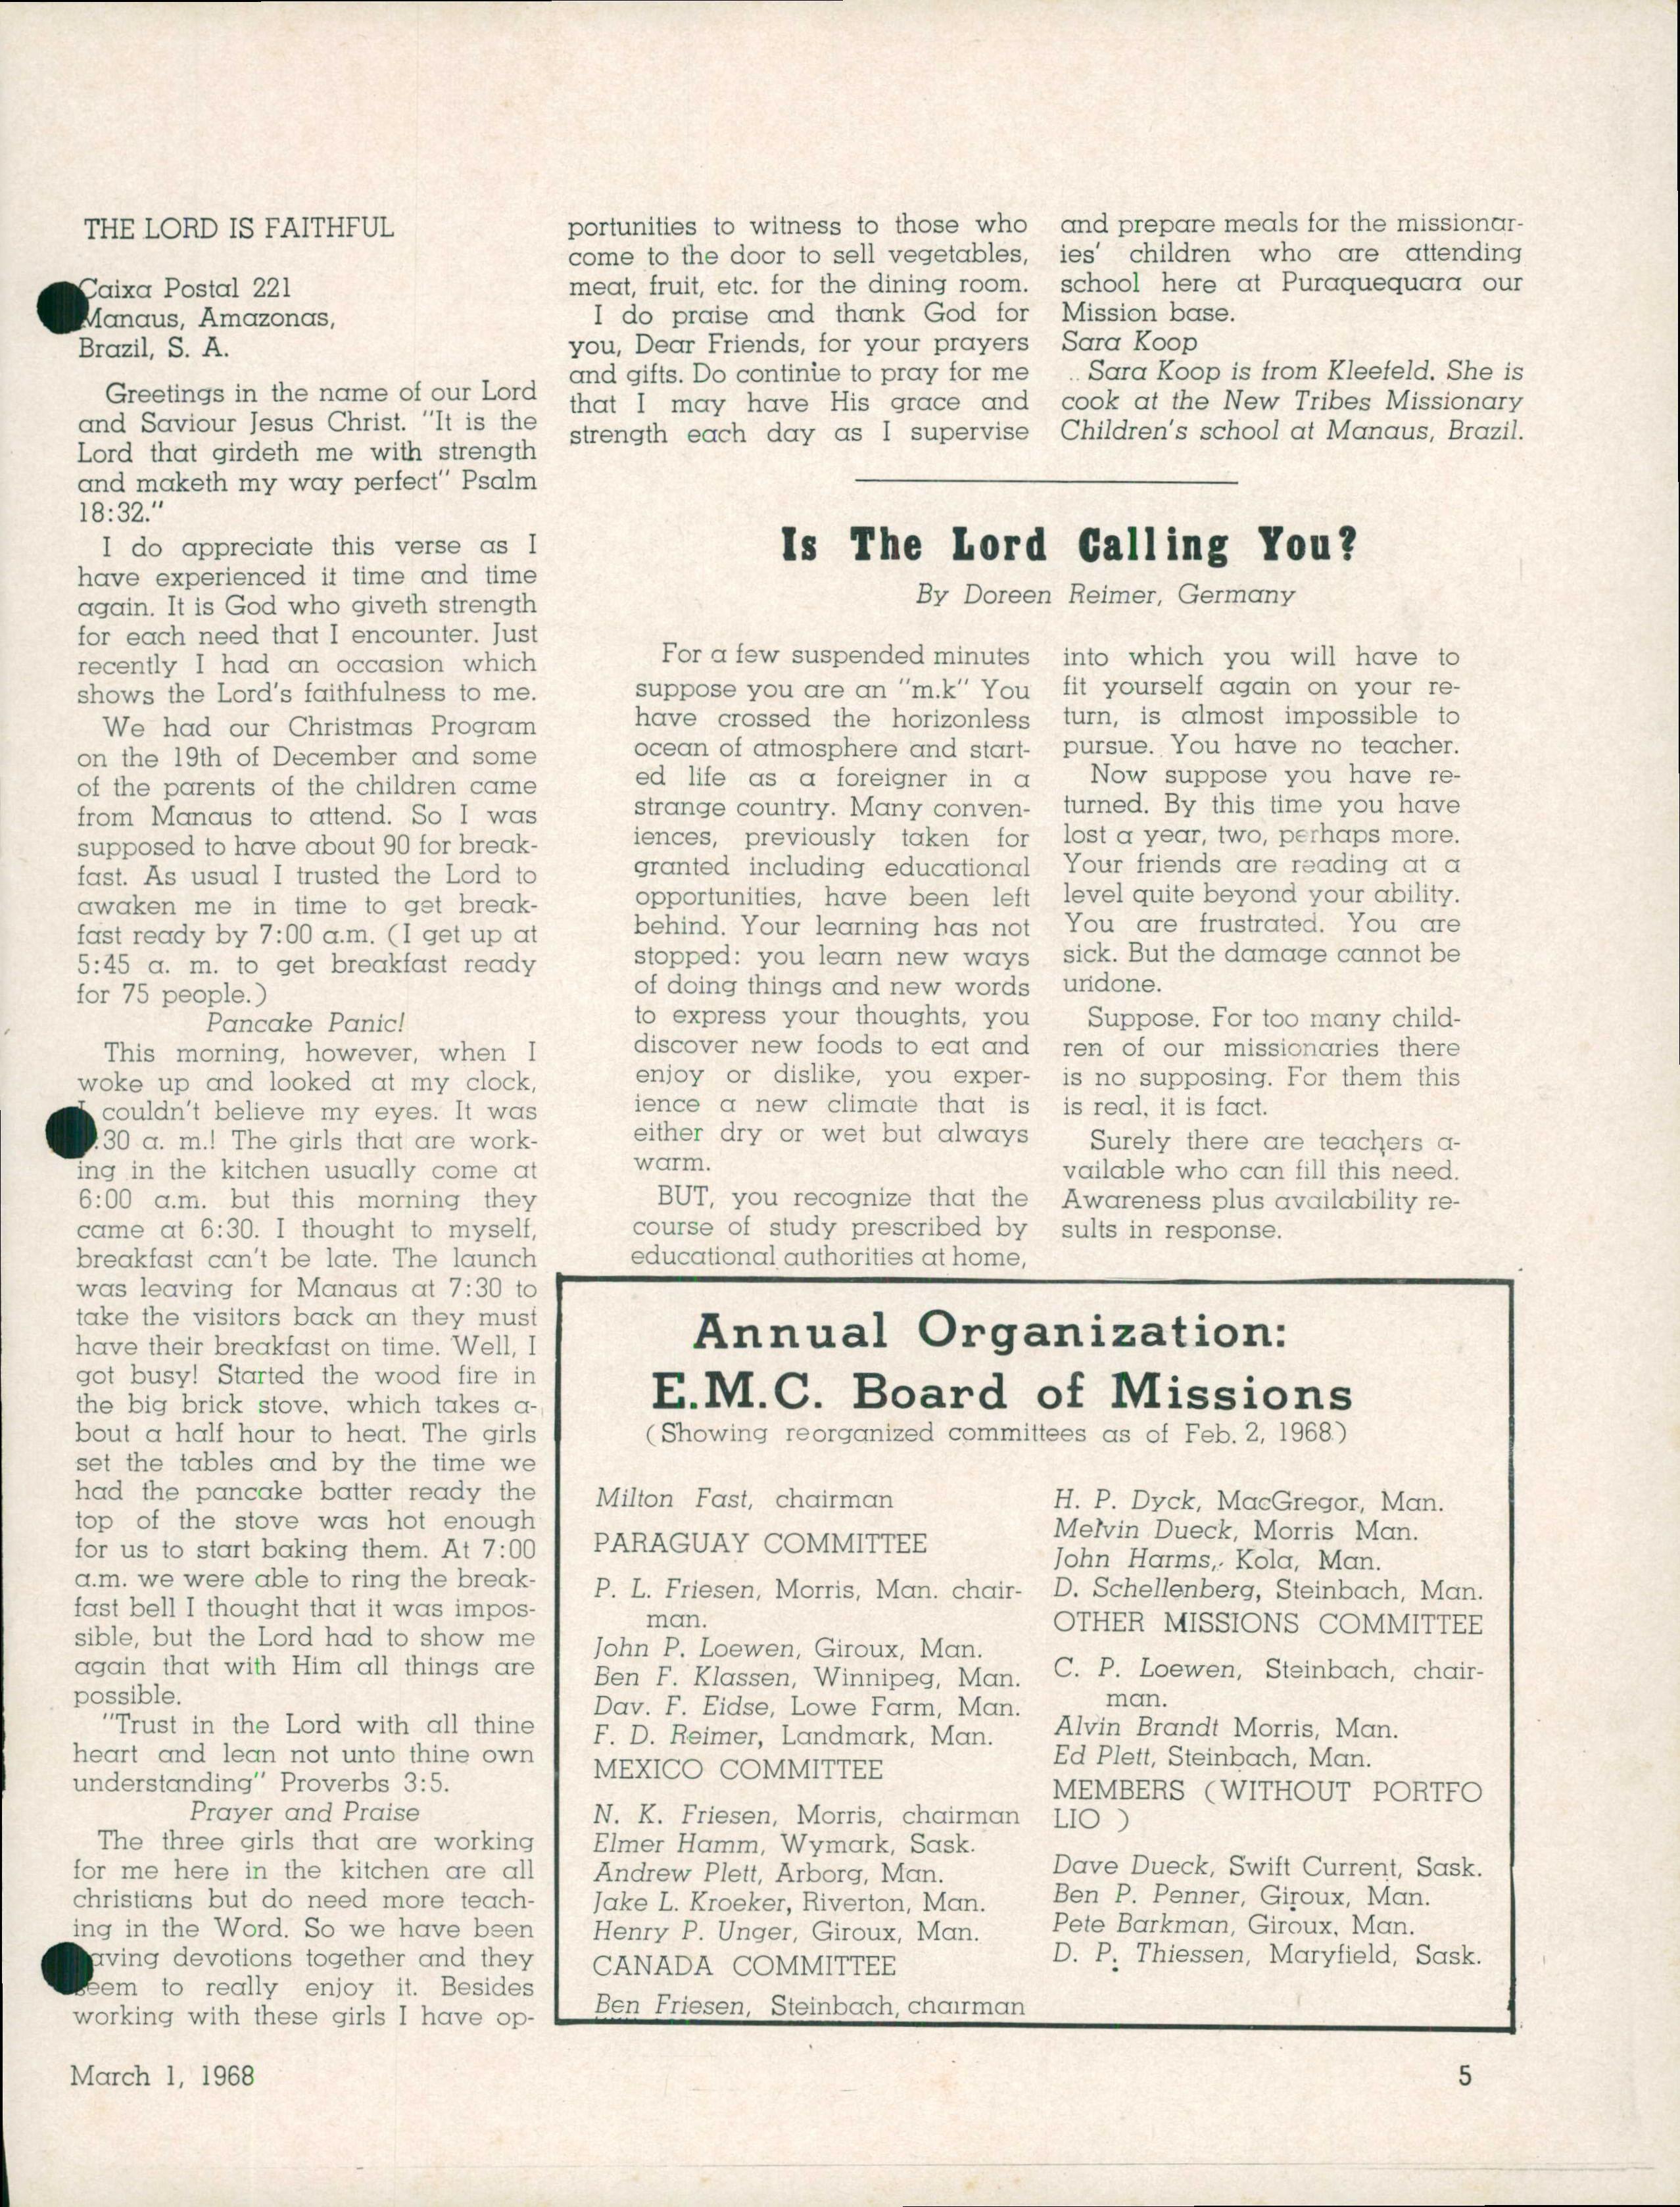 THE LORD IS FAITHFUL
Caixa Postal 221
Manaus, Amazonas,
Brazil, S. A.
Greetings in the name of our Lord
and Saviour Jesus Christ. "It is the
Lord that girdeth me with strength
and maketh my way perfect" Psalm
18:32."
I do appreciate this verse as I
have experienced it time and time
again. It is God who giveth strength
for each need that I encounter. Just
recently I had an occasion which
shows the Lord's faithfulness to me.
We had our Christmas Program
on the 19th of December and some
of the parents of the children came
from Manaus to attend. So I was
supposed to have about 90 for break-
fast. As usual I trusted the Lord to
awaken me in time to get break-
fast ready by 7:00 a.m. (I get up at
5:45 a. m. to get breakfast ready
for 75 people.)
Pancake Panic!
This morning, however, when I
woke up and looked at my clock,
couldn't believe my eyes. It was
30 a. m.! The girls that are work-
ing in the kitchen usually come at
6:00 a.m. but this morning they
came at 6:30. I thought to myself,
breakfast can't be late. The launch
was leaving for Manaus at 7:30 to
take the visitors back an they must
have their breakfast on time. Well, I
got busy! Started the wood fire in
the big brick stove, which takes a-
bout a half hour to heat. The girls
set the tables and by the time we
had the pancake batter ready the
top of the stove was hot enough
for us to start baking them. At 7:00
a.m. we were able to ring the break-
fast bell I thought that it was impos-
sible, but the Lord had to show me
again that with Him all things are
possible.
"Trust in the Lord with all thine
heart and lean not unto thine own
understanding" Proverbs 3:5.
Prayer and Praise
The three girls that are working
for me here in the kitchen are all
christians but do need more teach-
ing in the Word. So we have been
aving devotions together and they
seem to really enjoy it. Besides
working with these girls I have op-
portunities to witness to those who
come to the door to sell vegetables,
meat, fruit, etc. for the dining room.
I do praise and thank God for
you, Dear Friends, for your prayers
and gifts. Do continue to pray for me
that I may have His grace and
strength each day as I supervise
and prepare meals for the missionar-
ies' children who are attending
school here at Puraquequara our
Mission base.
Sara Koop
.. Sara Koop is from Kleefeld. She is
cook at the New Tribes Missionary
Children's school at Manaus, Brazil.
Is The Lord Calling You?
By Doreen Reimer, Germany
For a few suspended minutes
suppose you are an "m.k" You
have crossed the horizonless
ocean of atmosphere and start-
ed life as a foreigner in a
strange country. Many conven-
iences, previously taken for
granted including educational
opportunities, have been left
behind. Your learning has not
stopped: you learn new ways
of doing things and new words
to express your thoughts, you
discover new foods to eat and
enjoy or dislike, you exper-
ience a new climate that is
either dry or wet but always
warm.
BUT, you recognize that the
course of study prescribed by
educational authorities at home,
into which you will have to
fit yourself again on your re-
turn, is almost impossible to
pursue. You have no teacher.
Now suppose you have re-
turned. By this time you have
lost a year, two, perhaps more.
Your friends are reading at a
level quite beyond your ability.
You are frustrated. You are
sick. But the damage cannot be
undone.
Suppose. For too many child-
ren of our missionaries there
is no supposing. For them this
is real, it is fact.
Surely there are teachers a-
vailable who can fill this need.
Awareness plus availability re-
sults in response.
Annual Organization:
E.M.C. Board of Missions
(Showing reorganized committees as of Feb. 2, 1968)
Milton Fast, chairman
PARAGUAY COMMITTEE
P. L. Friesen, Morris, Man. chair-
man.
John P. Loewen, Giroux, Man.
Ben F. Klassen, Winnipeg, Man.
Dav. F. Eidse, Lowe Farm, Man.
F. D. Reimer, Landmark, Man.
MEXICO COMMITTEE
N. K. Friesen, Morris, chairman
Elmer Hamm, Wymark, Sask.
Andrew Plett, Arborg, Man.
Jake L. Kroeker, Riverton, Man.
Henry P. Unger, Giroux, Man.
CANADA COMMITTEE
Ben Friesen, Steinbach, chairman
H. P. Dyck, MacGregor, Man.
Melvin Dueck, Morris Man.
John Harms, Kola, Man.
D. Schellenberg, Steinbach, Man.
OTHER MISSIONS COMMITTEE
C. P. Loewen, Steinbach, chair-
man.
Alvin Brandt Morris, Man.
Ed Plett, Steinbach, Man.
MEMBERS (WITHOUT PORTFO
LIO )
Dave Dueck, Swift Current, Sask.
Ben P. Penner, Giroux, Man.
Pete Barkman, Giroux, Man.
D. P. Thiessen, Maryfield, Sask.
March 1, 1968
5